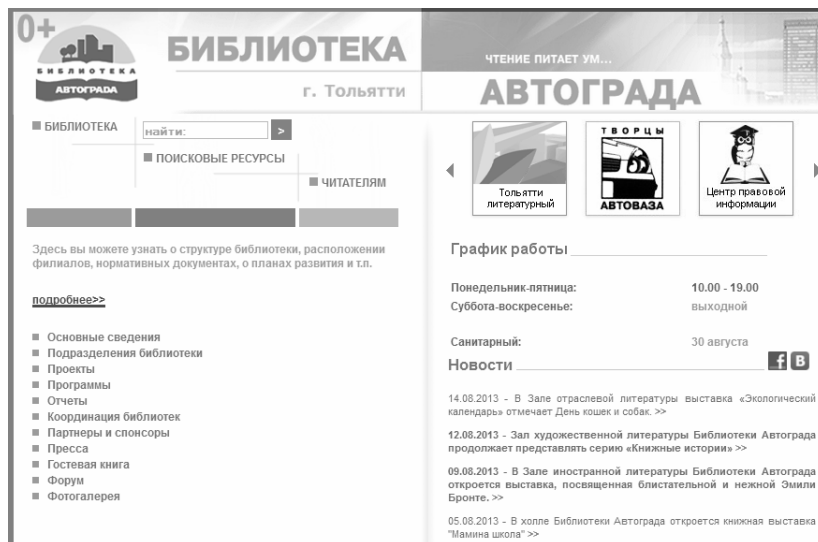 0+
БИБЛИОТЕКА
АВТОГРАДА
БИБЛИОТЕКА
г. Тольятти
ЧТЕНИЕ ПИТАЕТ УМ...
АВТОГРАДА
БИБЛИОТЕКА
найти:
>
ПОИСКОВЫЕ РЕСУРСЫ
ЧИТАТЕЛЯМ
Здесь вы можете узнать о структуре библиотеки, расположении
филиалов, нормативных документах, о планах развития и т.п.
подробнее>>
Основные сведения
Подразделения библиотеки
Проекты
Программы
Отчеты
Координация библиотек
Партнеры и спонсоры
Пресса
Гостевая книга
Форум
Фотогалерея
Тольятти
литературный
ТВОРЦЫ
АВТОВАЗА
Центр правовой
информации
График работы
Понедельник-пятница: 10.00 - 19.00
Суббота-воскресенье: выходной
Санитарный: 30 августа
Новости
f В
14.08.2013 - В Зале отраслевой литературы выставка «Экологический
календарь» отмечает День кошек и собак. >>
12.08.2013 - Зал художественной литературы Библиотеки Автограда
продолжает представлять серию «Книжные истории» >>
09.08.2013 - В Зале иностранной литературы Библиотеки Автограда
откроется выставка, посвященная блистательной и нежной Эмили
Бронте. >>
05.08.2013 - В холле Библиотеки Автограда откроется книжная выставка
"Мамина школа" >>